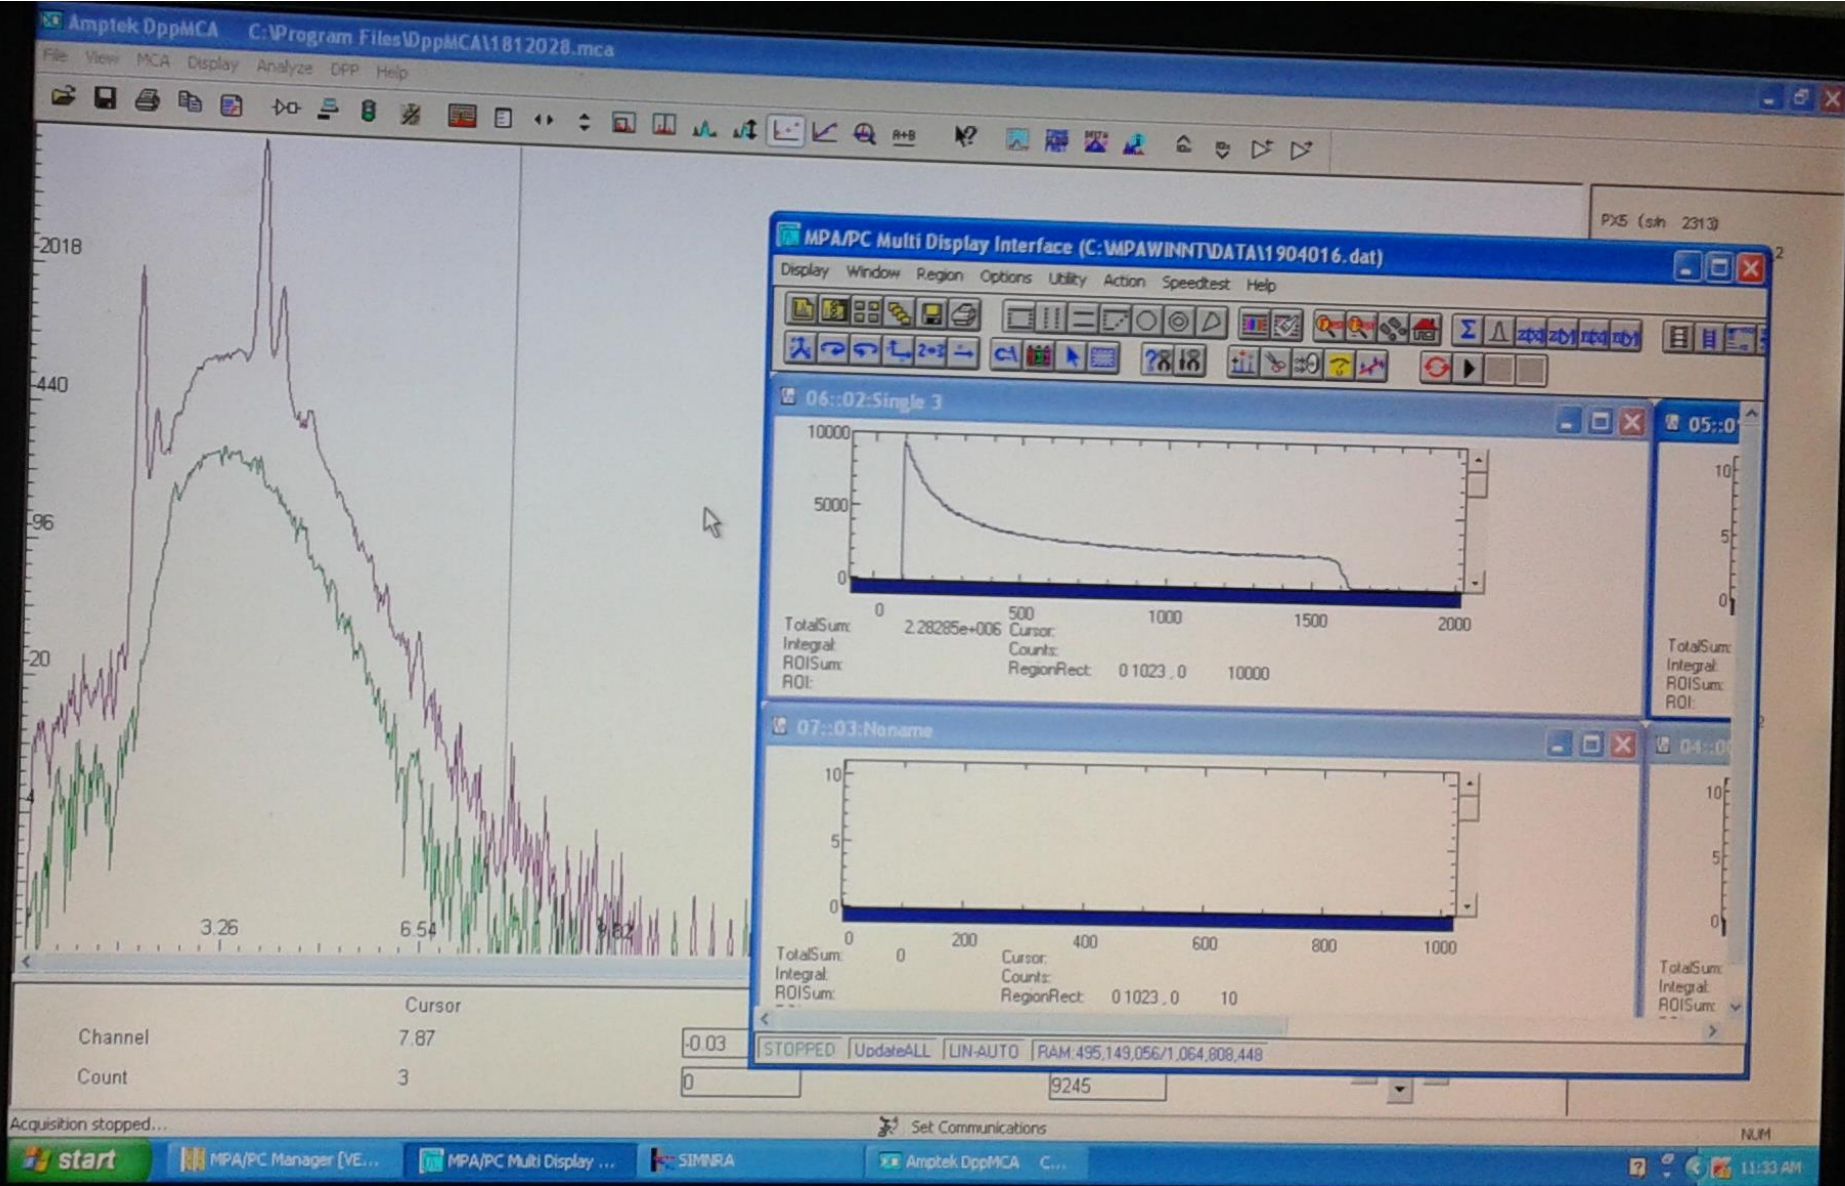 Amptek DppMCA C:\Program Files\DppMCA\1812028.mca
File View MCA Display Analyze DPP Help
A+B
PX5 (s/n 2313)
2018
440
96
20
4
3.26 6.54
MPA/PC Multi Display Interface (C:\MPAWINNT\DATA\1904016.dat)
Display Window Region Options Utility Action Speedtest Help
06::02:Single 3
10000
5000
0
0 500 1000 1500 2000
TotalSum: 2.28285e+006 Cursor:
Integral: Counts:
ROISum: RegionRect: 0 1023 , 0 10000
ROI:
05::0
10
5
0
TotalSum:
Integral:
ROISum:
ROI:
07::03:Noname
10
5
0
0 200 400 600 800 1000
TotalSum: 0 Cursor:
Integral: Counts:
ROISum: RegionRect: 0 1023 , 0 10
04::00
10
5
0
TotalSum:
Integral:
ROISum:
STOPPED UpdateALL LIN-AUTO RAM:495,149,056/1,064,808,448
Cursor
Channel 7.87 -0.03
Count 3 0 9245
Acquisition stopped... Set Communications NUM
start MPA/PC Manager [VE... MPA/PC Multi Display ... SIMNRA Amptek DppMCA C... 11:33 AM